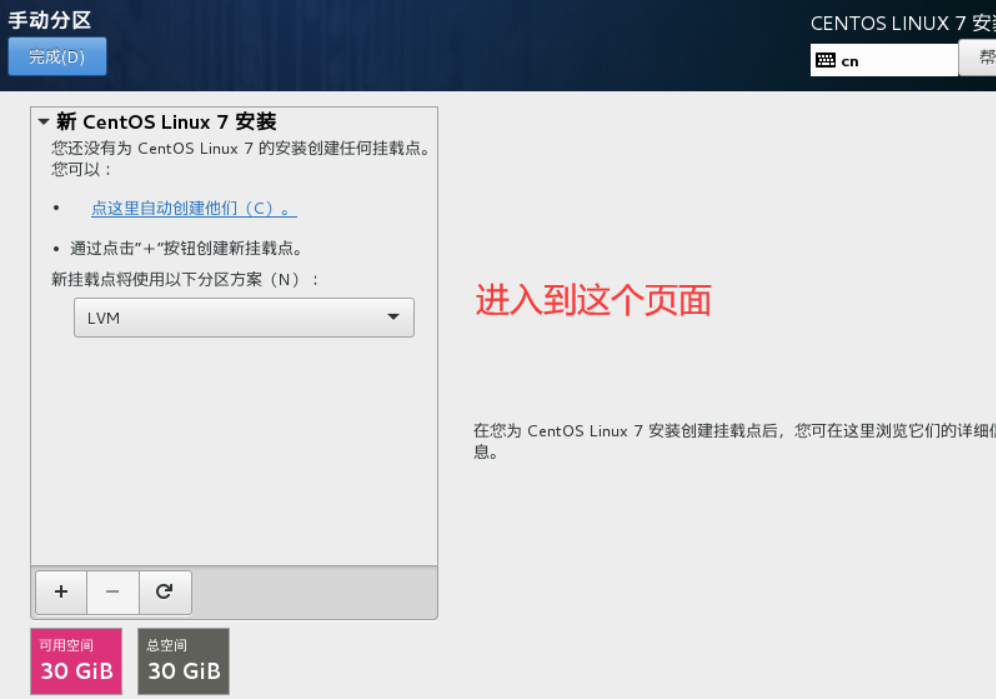 手动分区
完成(D)
CENTOS LINUX 7 安
cn
帮
新 CentOS Linux 7 安装
您还没有为 CentOS Linux 7 的安装创建任何挂载点。
您可以：
• 点这里自动创建他们（C）。
• 通过点击“+”按钮创建新挂载点。
新挂载点将使用以下分区方案（N）：
LVM
进入到这个页面
在您为 CentOS Linux 7 安装创建挂载点后，您可在这里浏览它们的详细信
息。
+ −
可用空间
30 GiB
总空间
30 GiB